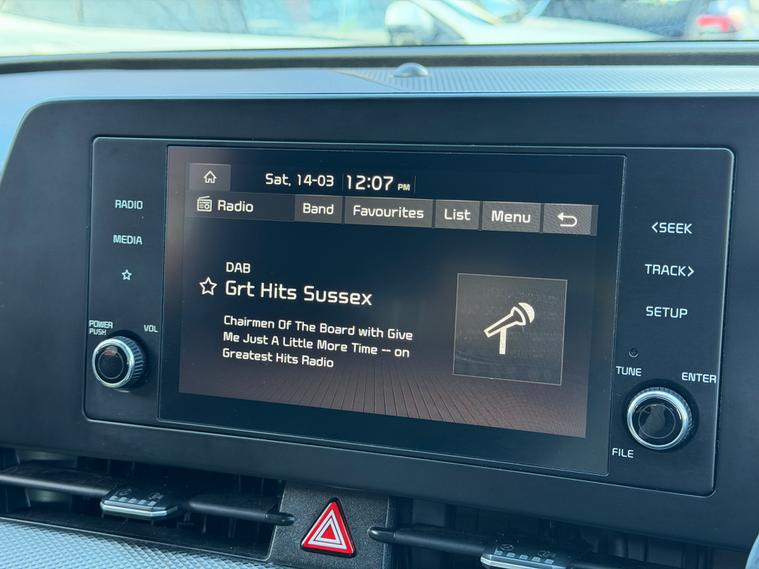 Sat, 14-03 12:07 PM
Radio Band Favourites List Menu
DAB
Grt Hits Sussex
Chairmen Of The Board with Give
Me Just A Little More Time -- on
Greatest Hits Radio
RADIO
MEDIA
POWER
PUSH
VOL
<SEEK
TRACK>
SETUP
TUNE
ENTER
FILE